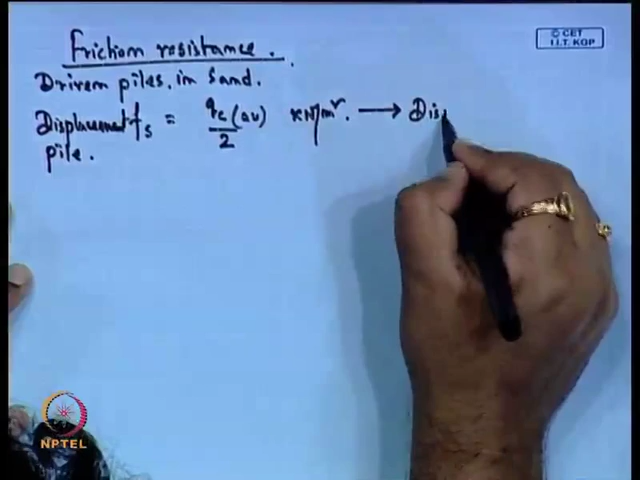 Friction resistance.
© CET
I.I.T. KGP
Driven piles in sand.
Displacement fs = qc(av)/2 kN/m² → Dis
pile.
NPTEL